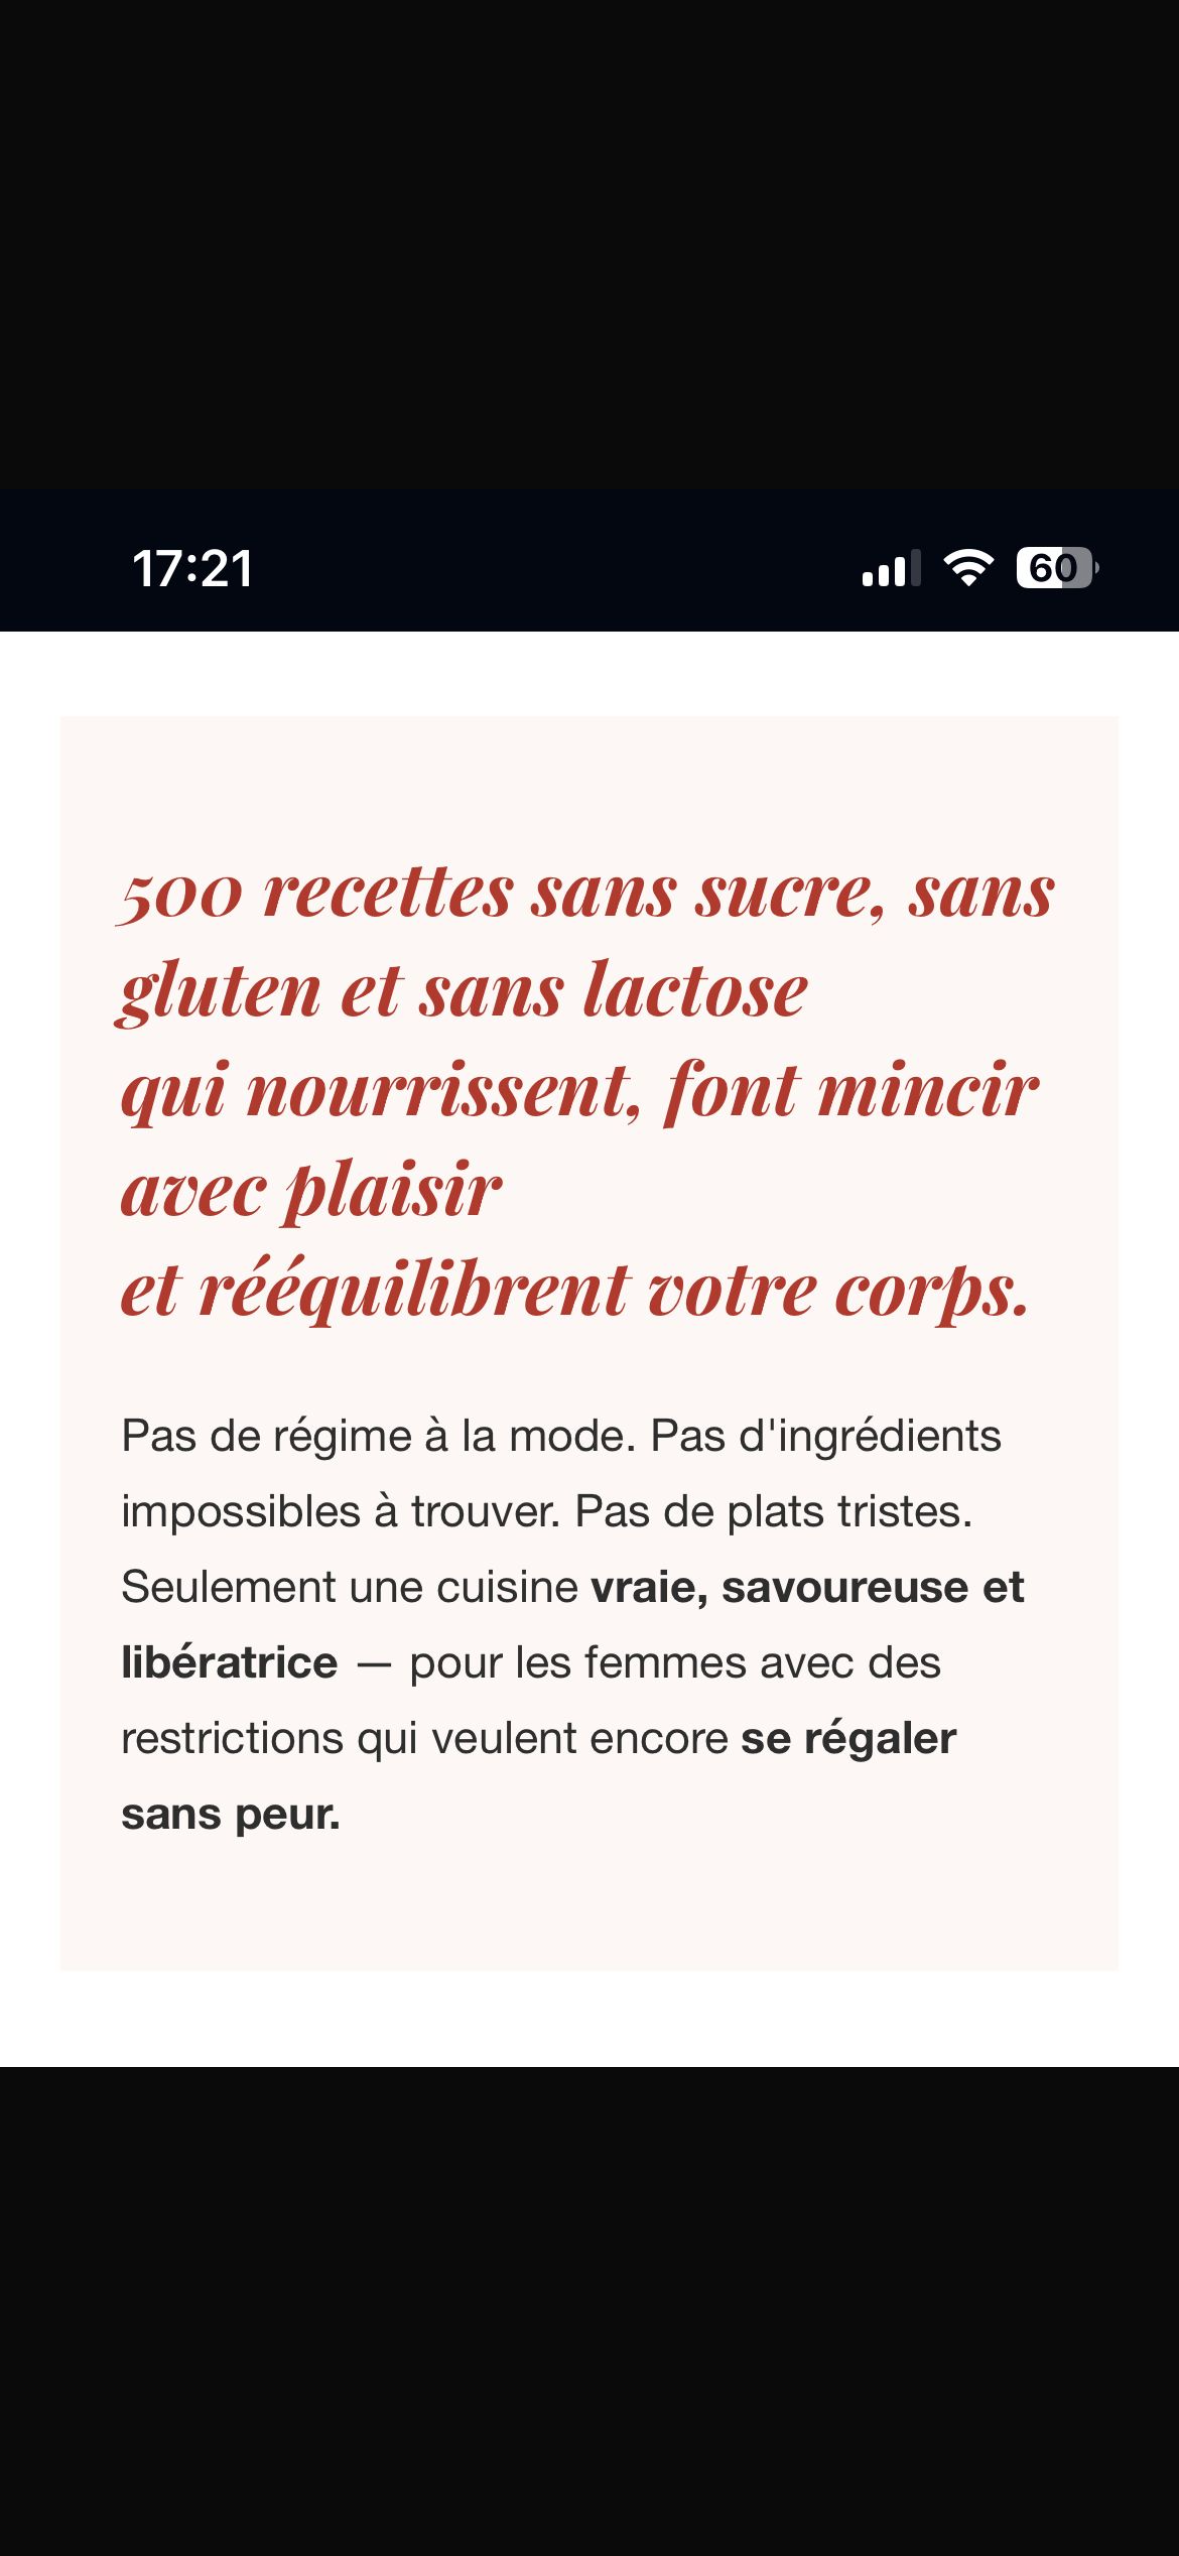 17:21
60
500 recettes sans sucre, sans
gluten et sans lactose
qui nourrissent, font mincir
avec plaisir
et rééquilibrent votre corps.
Pas de régime à la mode. Pas d'ingrédients
impossibles à trouver. Pas de plats tristes.
Seulement une cuisine vraie, savoureuse et
libératrice — pour les femmes avec des
restrictions qui veulent encore se régaler
sans peur.